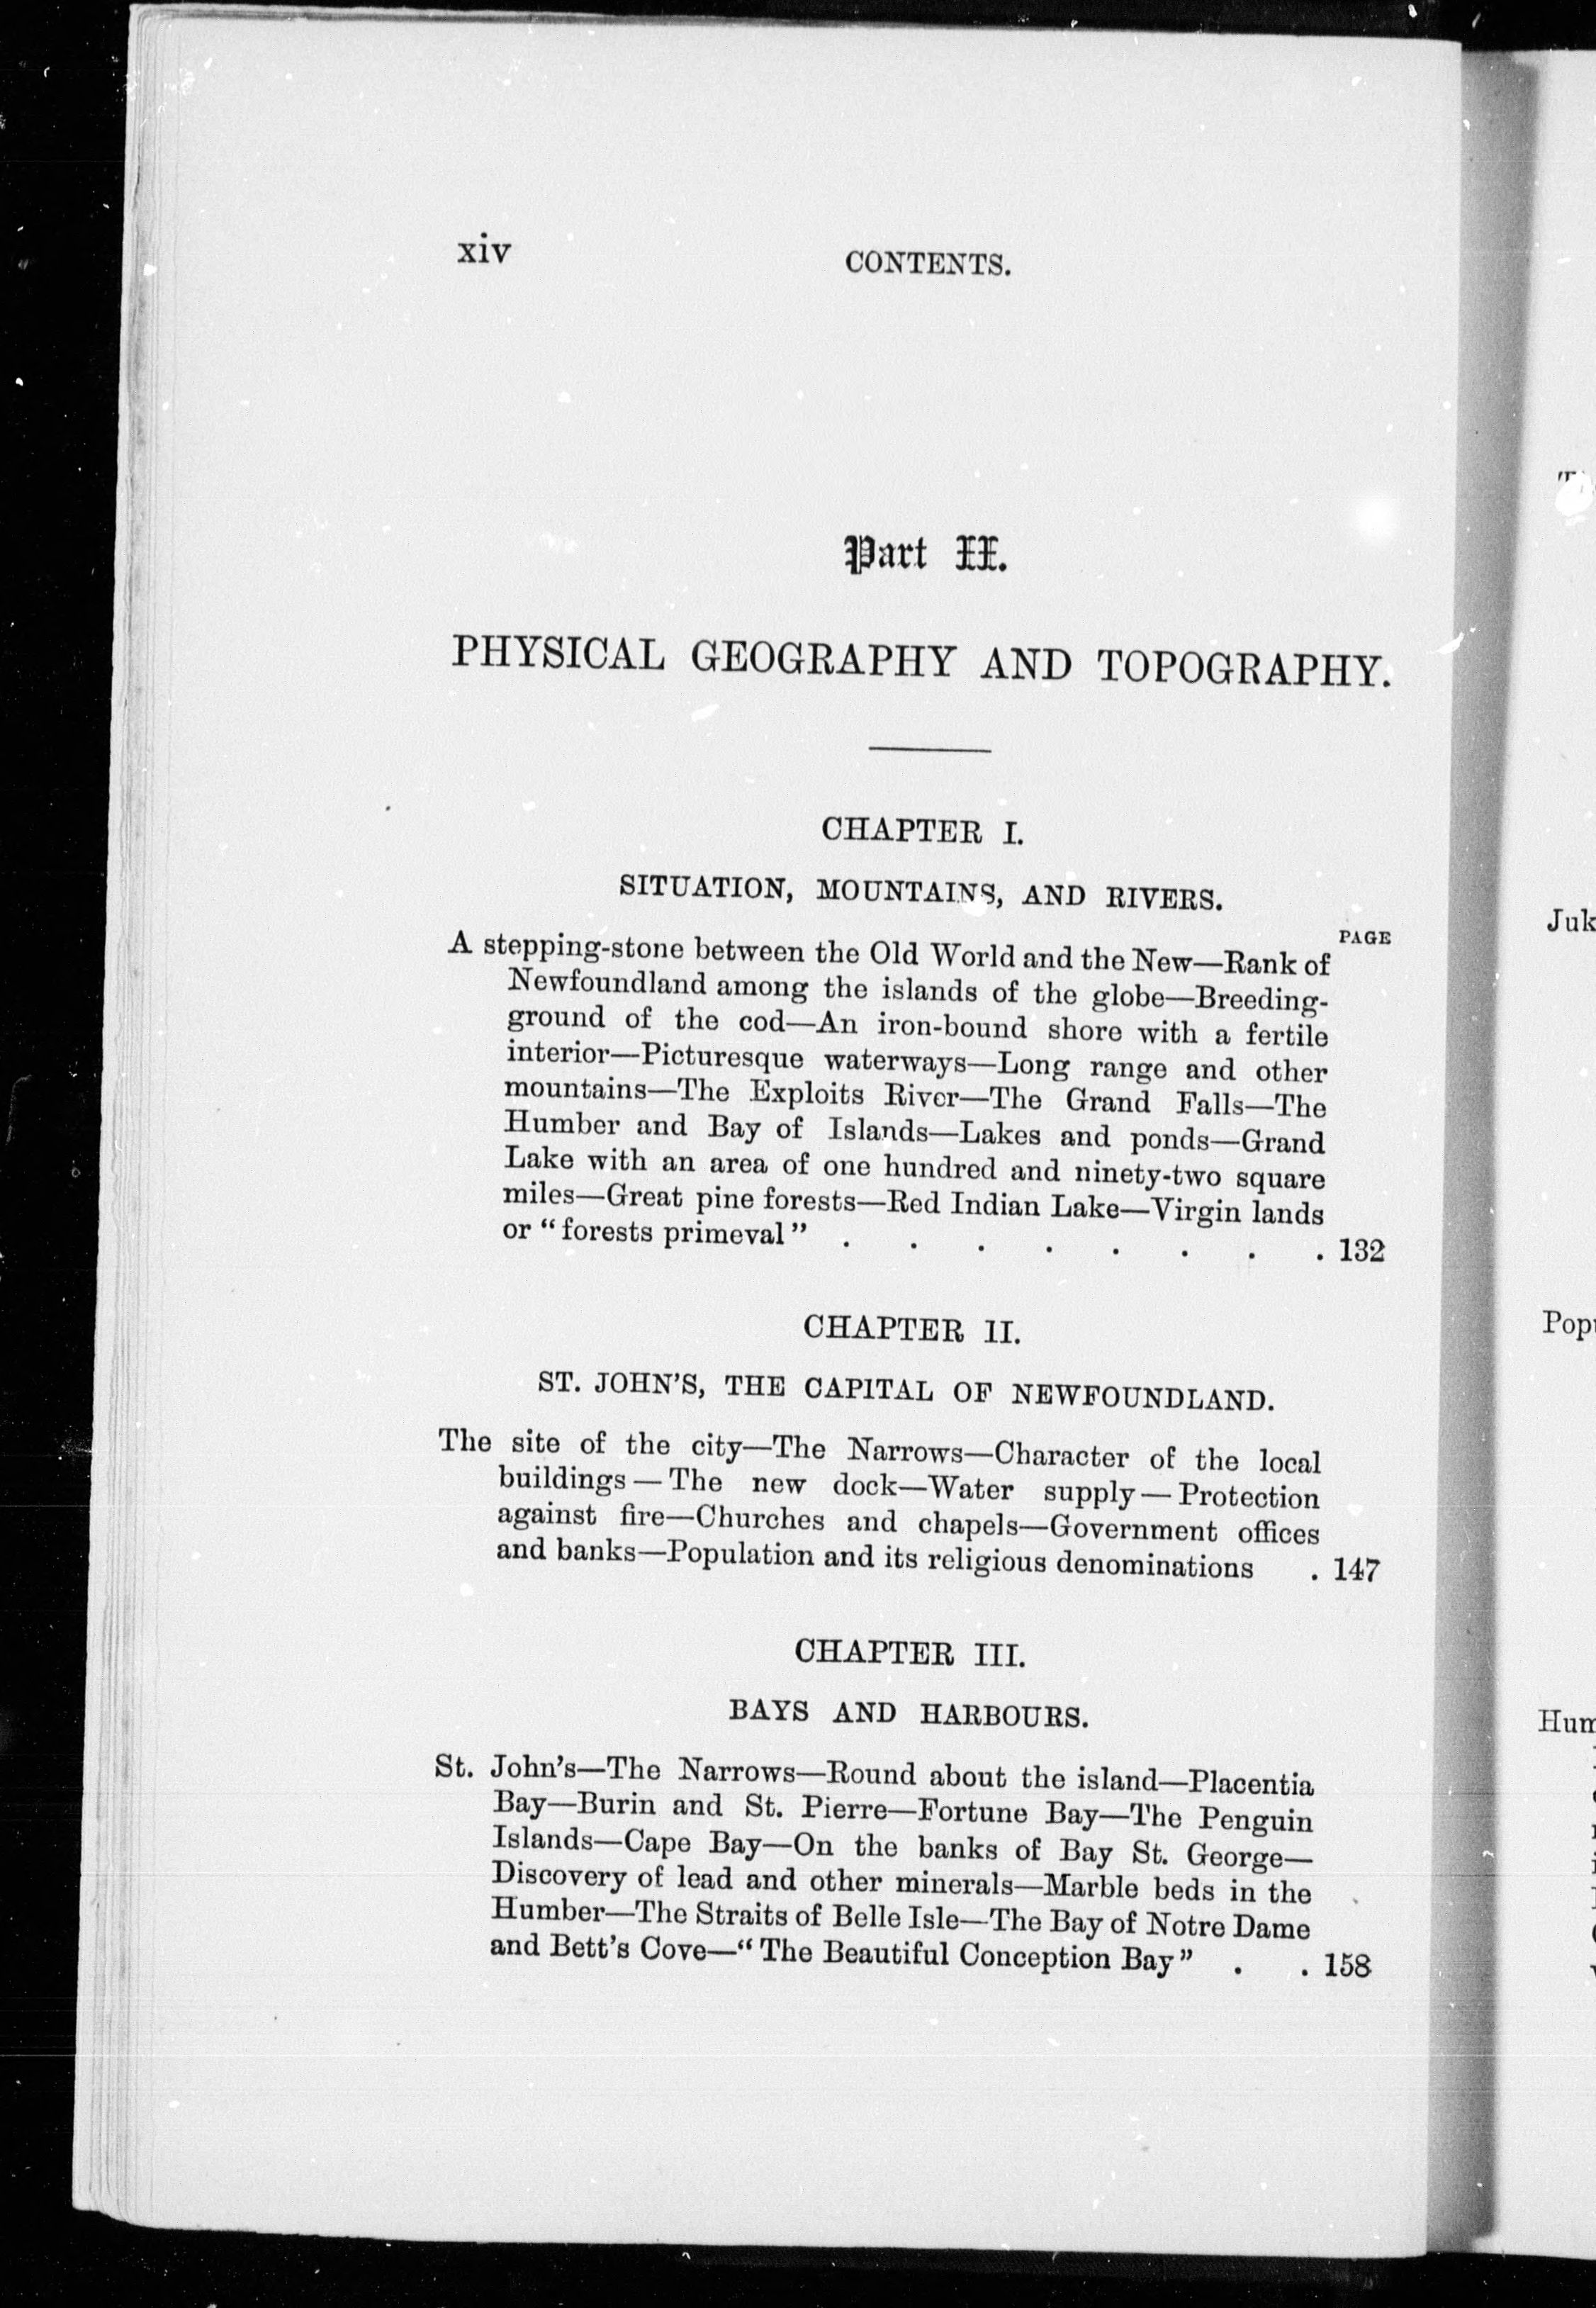 xiv
CONTENTS.
Part II.
PHYSICAL GEOGRAPHY AND TOPOGRAPHY.
CHAPTER I.
SITUATION, MOUNTAINS, AND RIVERS.
PAGE
A stepping-stone between the Old World and the New—Rank of
Newfoundland among the islands of the globe—Breeding-
ground of the cod—An iron-bound shore with a fertile
interior—Picturesque waterways—Long range and other
mountains—The Exploits River—The Grand Falls—The
Humber and Bay of Islands—Lakes and ponds—Grand
Lake with an area of one hundred and ninety-two square
miles—Great pine forests—Red Indian Lake—Virgin lands
or “forests primeval” . . . . . . . . 132
CHAPTER II.
ST. JOHN'S, THE CAPITAL OF NEWFOUNDLAND.
The site of the city—The Narrows—Character of the local
buildings—The new dock—Water supply—Protection
against fire—Churches and chapels—Government offices
and banks—Population and its religious denominations . 147
CHAPTER III.
BAYS AND HARBOURS.
St. John's—The Narrows—Round about the island—Placentia
Bay—Burin and St. Pierre—Fortune Bay—The Penguin
Islands—Cape Bay—On the banks of Bay St. George—
Discovery of lead and other minerals—Marble beds in the
Humber—The Straits of Belle Isle—The Bay of Notre Dame
and Bett's Cove—“The Beautiful Conception Bay” . . 158
Juk
Pop
Hum